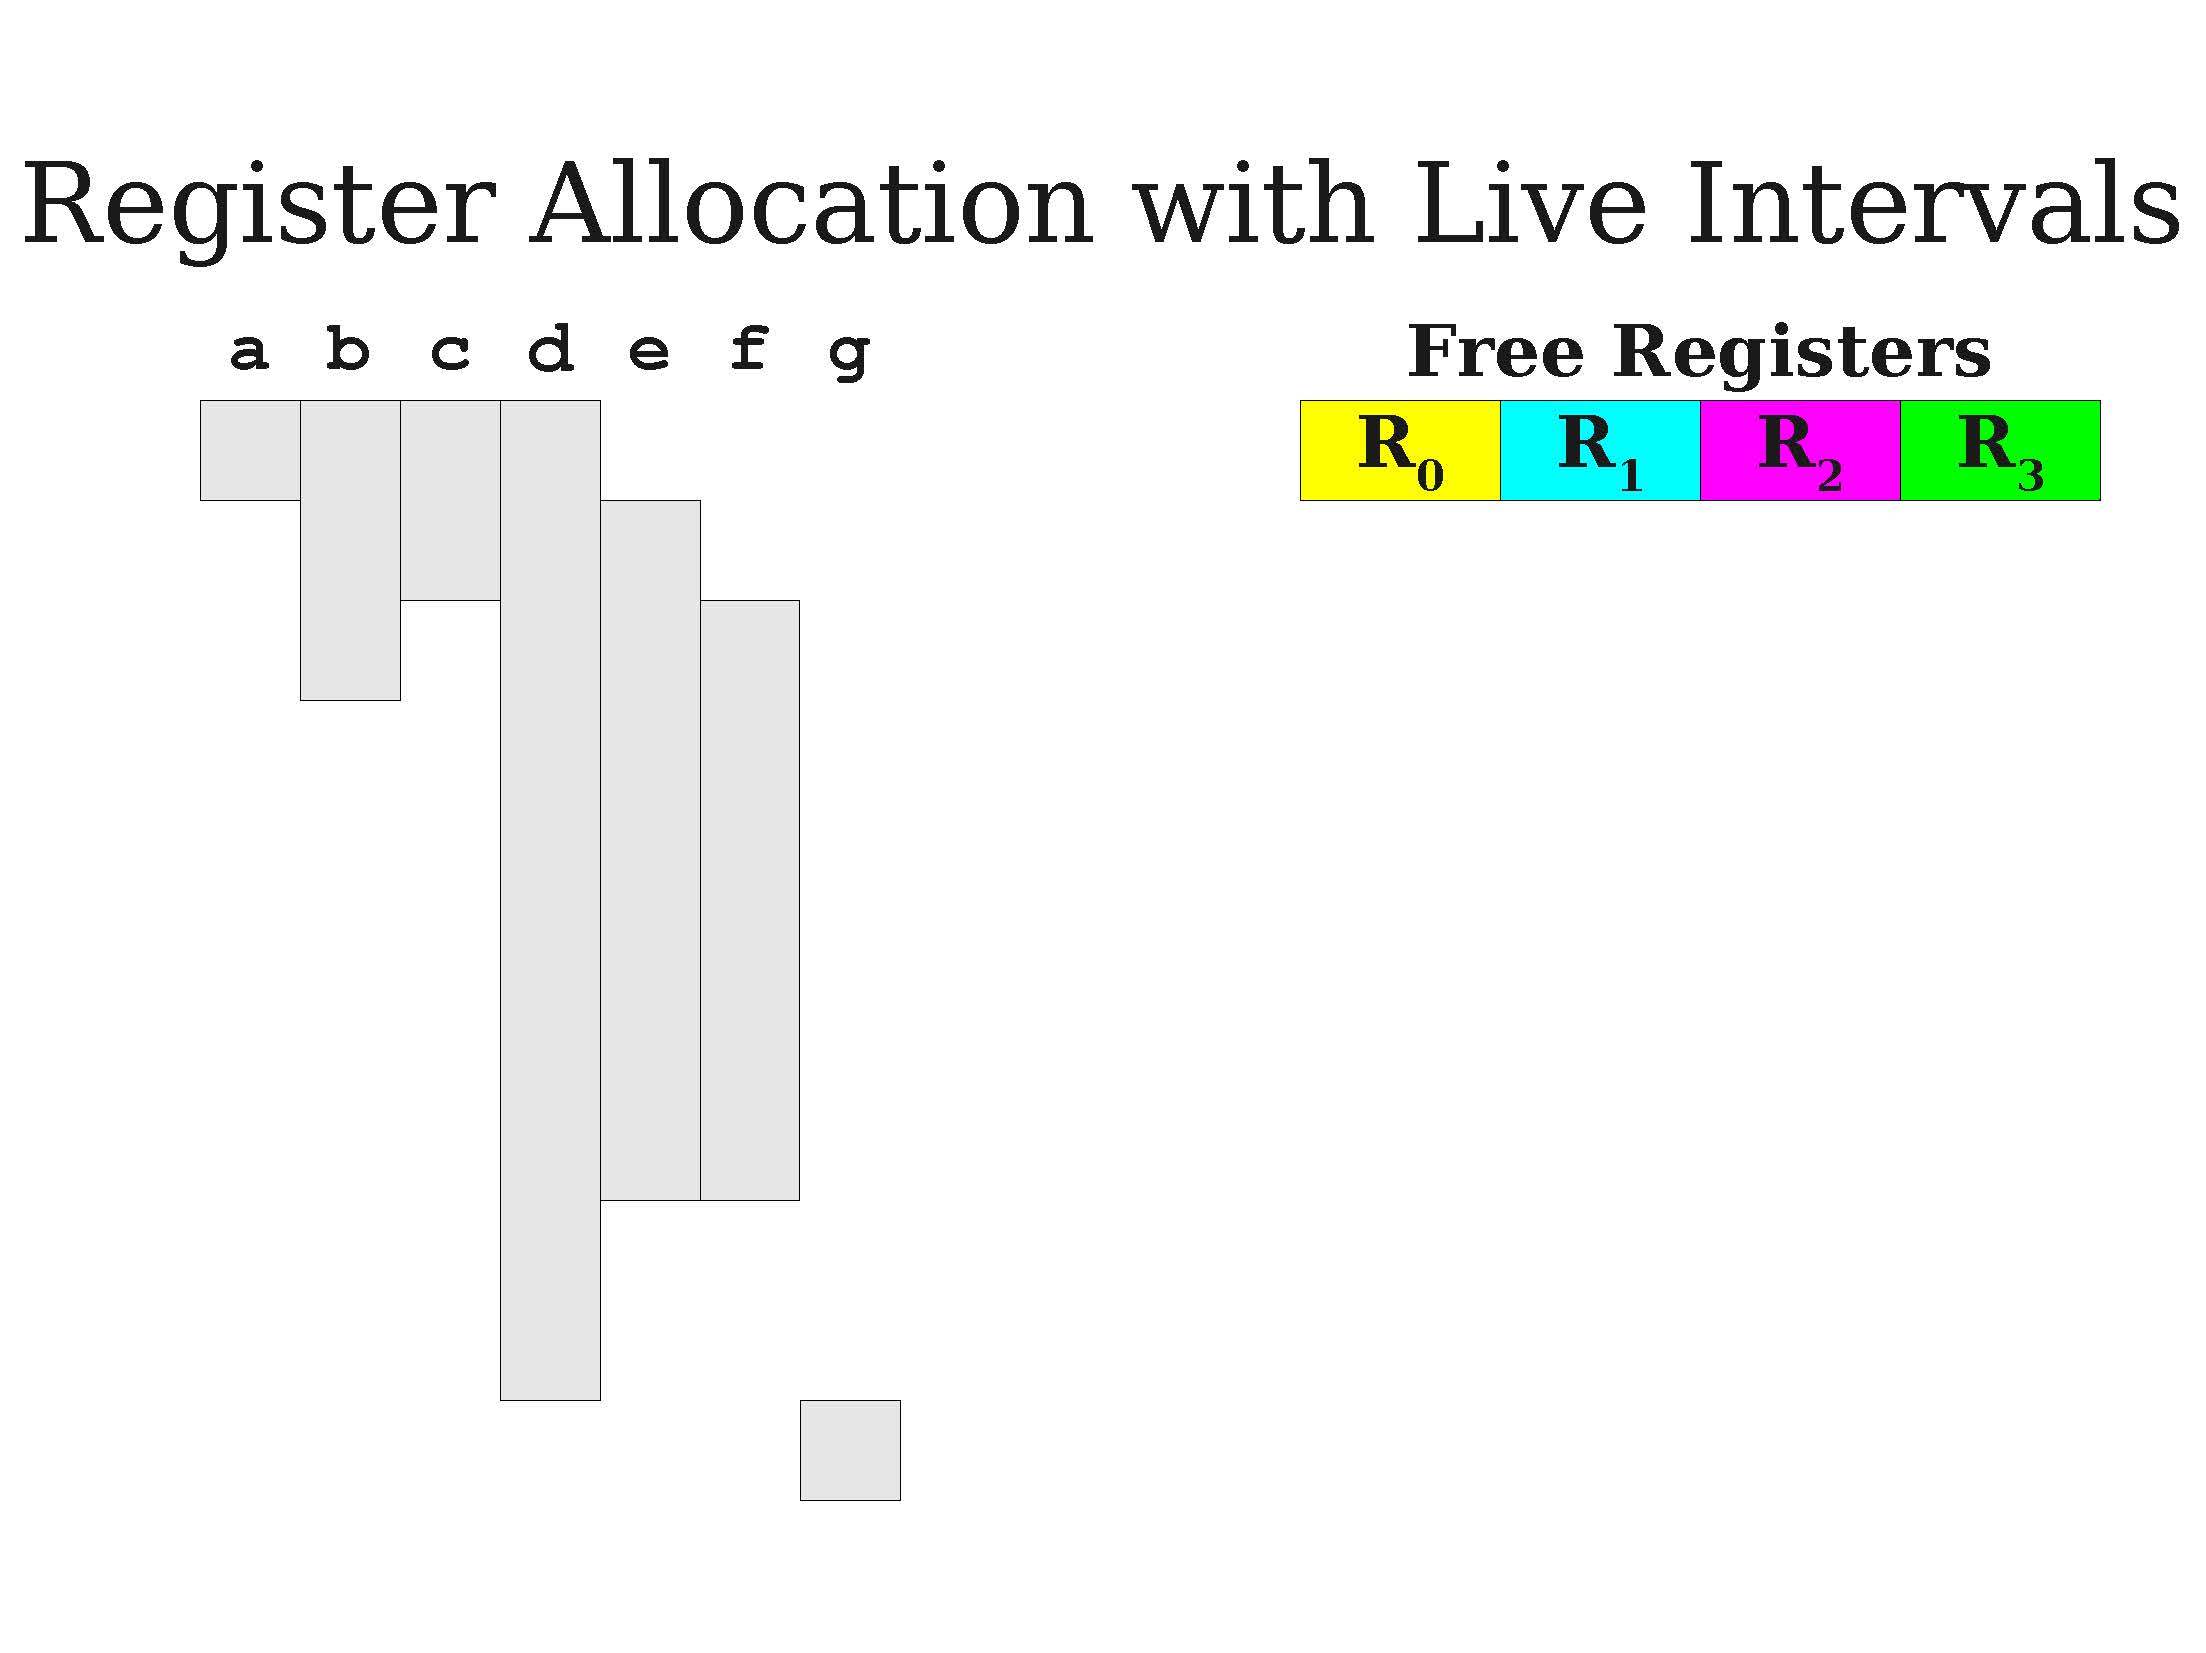 Register Allocation with Live Intervals
a b c d e f g
Free Registers
R0 R1 R2 R3